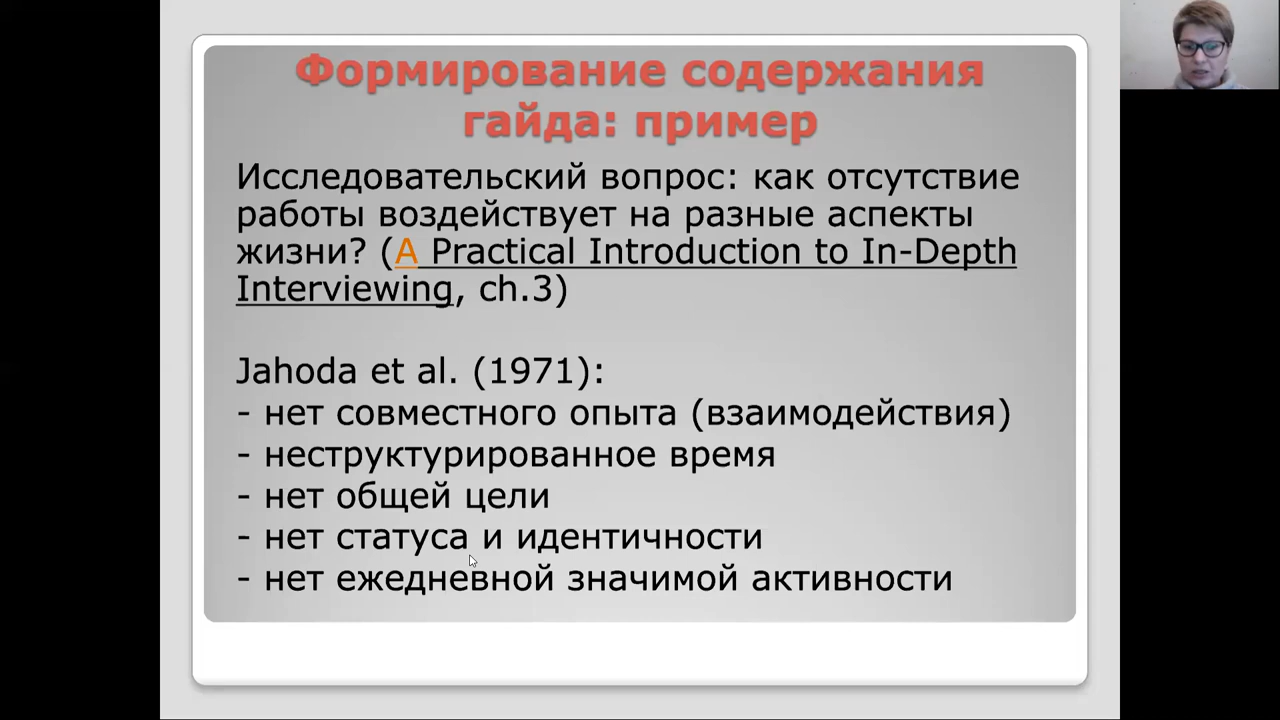 Формирование содержания
гайда: пример
Исследовательский вопрос: как отсутствие
работы воздействует на разные аспекты
жизни? (A Practical Introduction to In-Depth
Interviewing, ch.3)
Jahoda et al. (1971):
- нет совместного опыта (взаимодействия)
- неструктурированное время
- нет общей цели
- нет статуса и идентичности
- нет ежедневной значимой активности